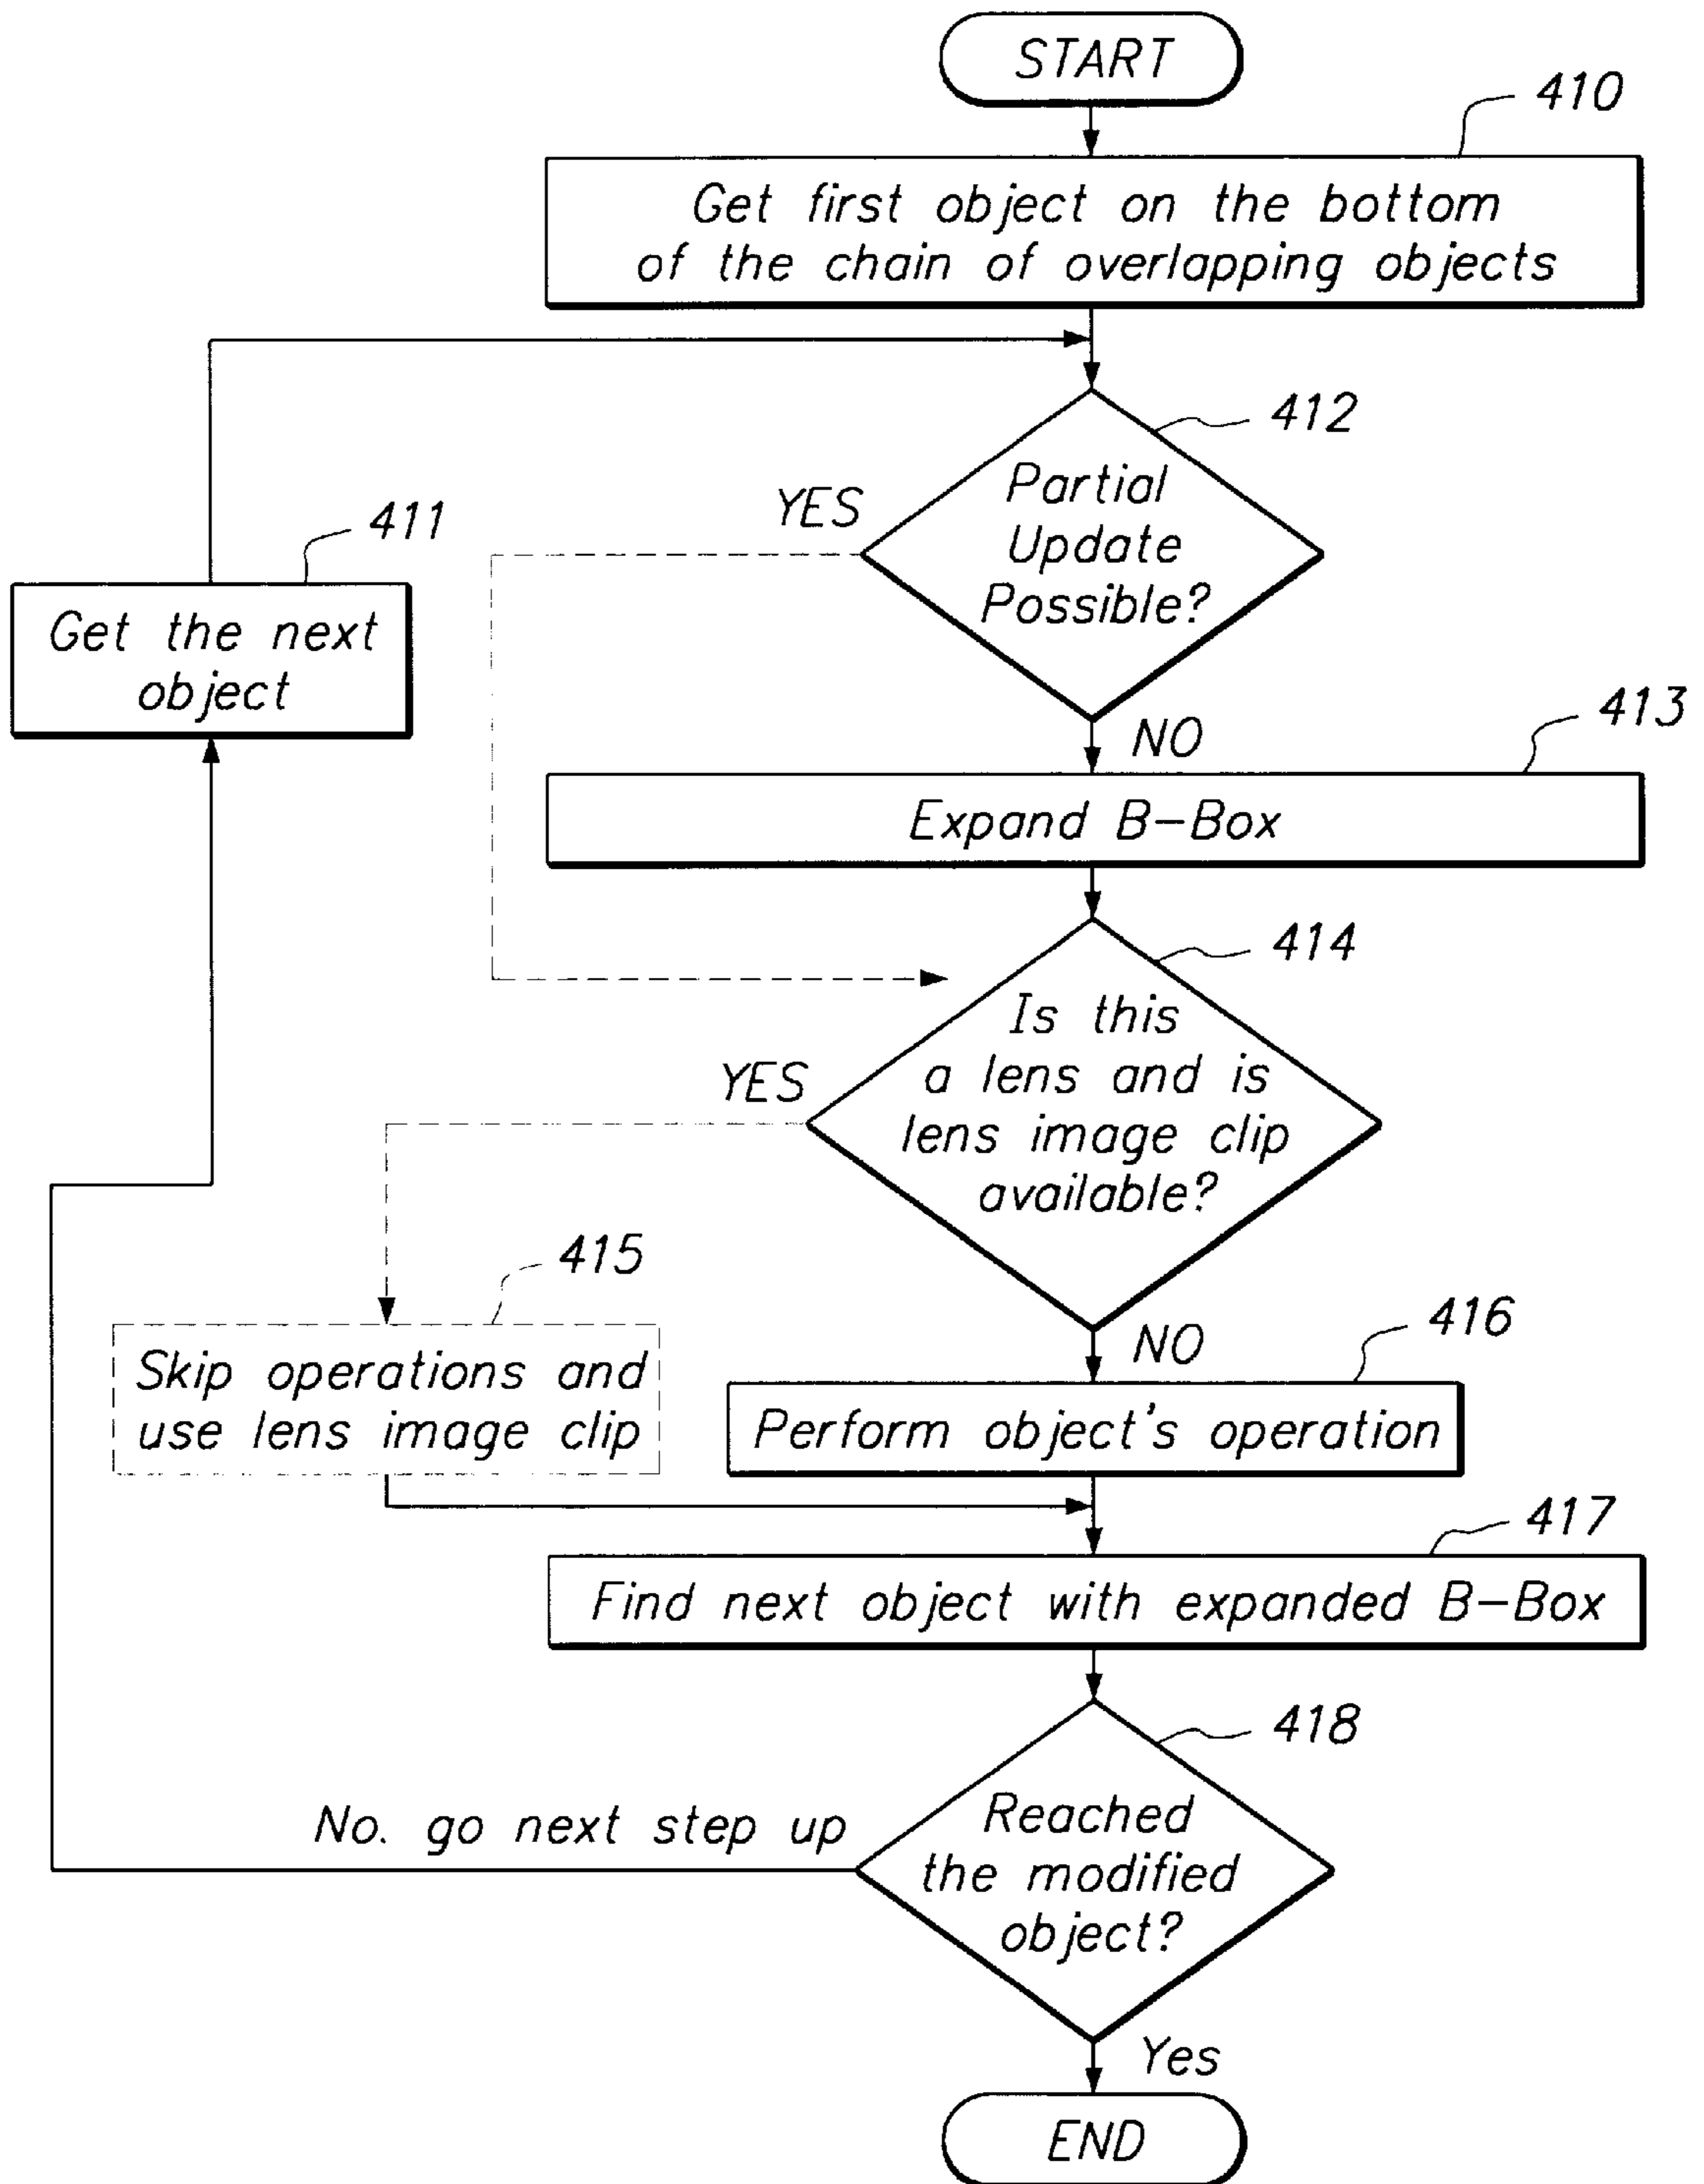 START
410
Get first object on the bottom
of the chain of overlapping objects
412
Partial
Update
Possible?
YES
411
Get the next
object
NO
413
Expand B-Box
414
Is this
a lens and is
lens image clip
available?
YES
415
Skip operations and
use lens image clip
NO
416
Perform object's operation
417
Find next object with expanded B-Box
418
Reached
the modified
object?
No. go next step up
Yes
END